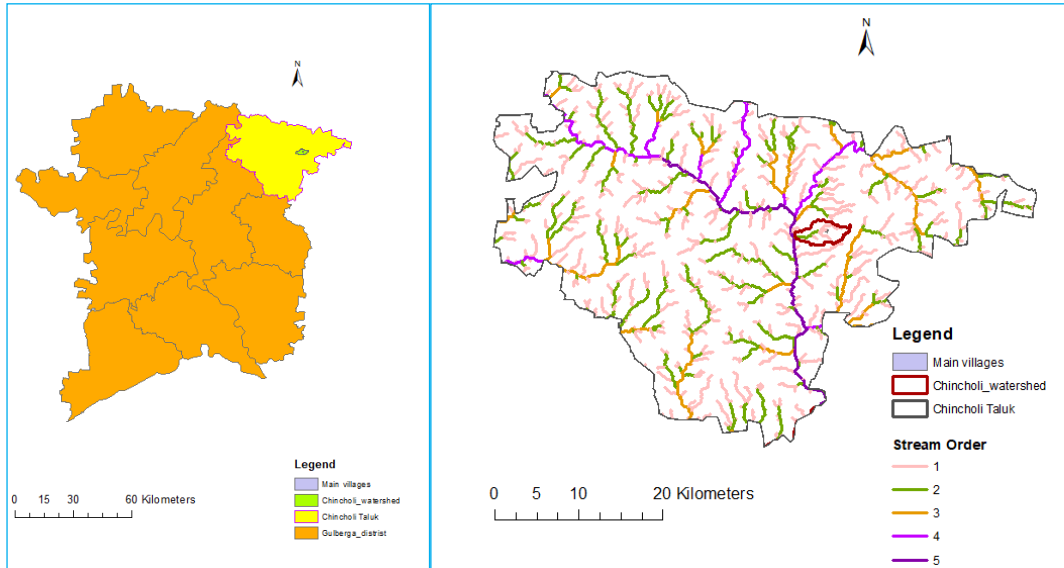 N
Legend
Main villages
Chincholi_watershed
Chincholi Taluk
Gulberga_distrist
0 15 30 60 Kilometers
N
Legend
Main villages
Chincholi_watershed
Chincholi Taluk
Stream Order
1
2
3
4
5
0 5 10 20 Kilometers